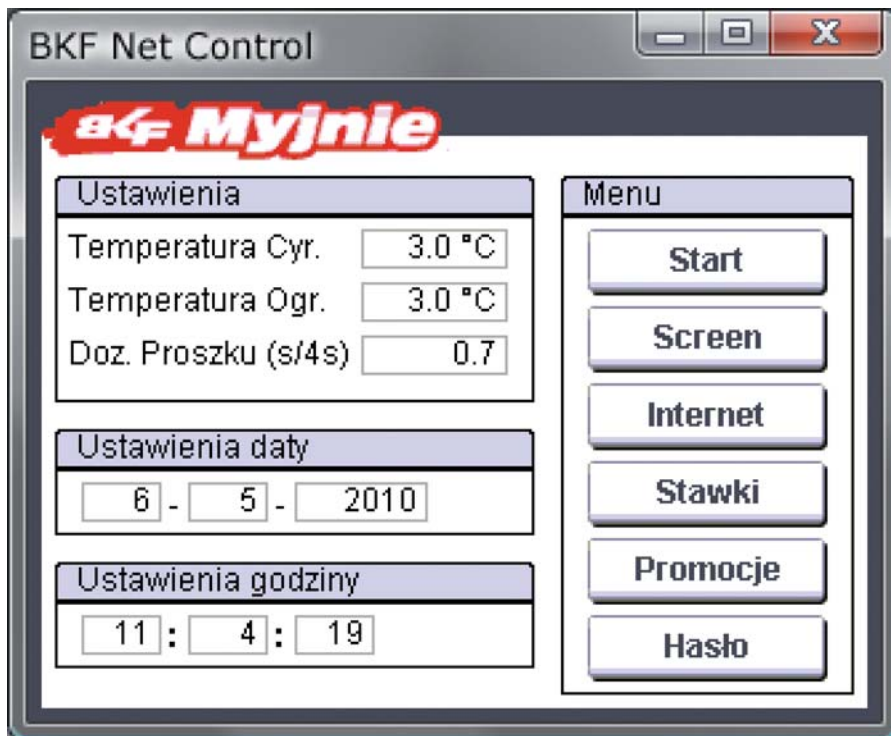 BKF Net Control
BKF Myjnie
Ustawienia
Temperatura Cyr. 3.0 °C
Temperatura Ogr. 3.0 °C
Doz. Proszku (s/4s) 0.7
Ustawienia daty
6 - 5 - 2010
Ustawienia godziny
11 : 4 : 19
Menu
Start
Screen
Internet
Stawki
Promocje
Hasło